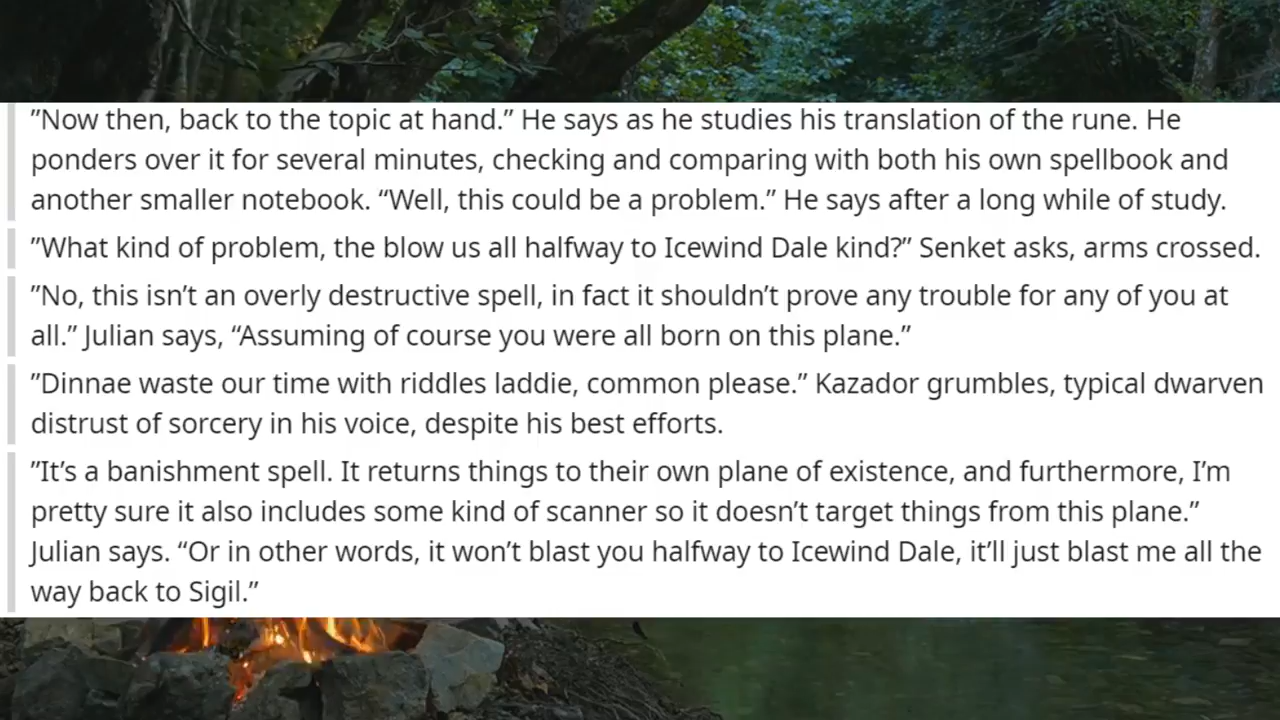 ”Now then, back to the topic at hand.” He says as he studies his translation of the rune. He
ponders over it for several minutes, checking and comparing with both his own spellbook and
another smaller notebook. “Well, this could be a problem.” He says after a long while of study.
”What kind of problem, the blow us all halfway to Icewind Dale kind?” Senket asks, arms crossed.
”No, this isn’t an overly destructive spell, in fact it shouldn’t prove any trouble for any of you at
all.” Julian says, “Assuming of course you were all born on this plane.”
”Dinnae waste our time with riddles laddie, common please.” Kazador grumbles, typical dwarven
distrust of sorcery in his voice, despite his best efforts.
”It’s a banishment spell. It returns things to their own plane of existence, and furthermore, I’m
pretty sure it also includes some kind of scanner so it doesn’t target things from this plane.”
Julian says. “Or in other words, it won’t blast you halfway to Icewind Dale, it’ll just blast me all the
way back to Sigil.”